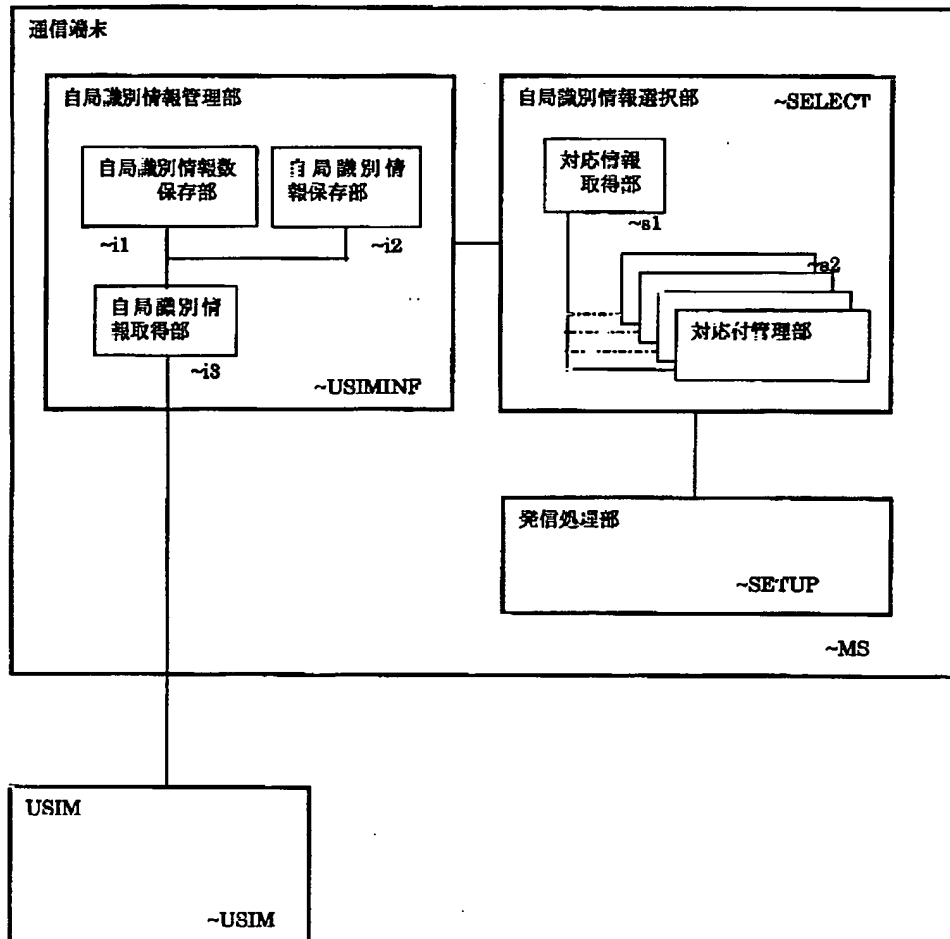 通信端末
自局識別情報管理部
自局識別情報数
保存部
~i1
自局識別情
報保存部
~i2
自局識別情
報取得部
~i3
~USIMINF
自局識別情報選択部
~SELECT
対応情報
取得部
~s1
~s2
対応付管理部
発信処理部
~SETUP
~MS
USIM
~USIM